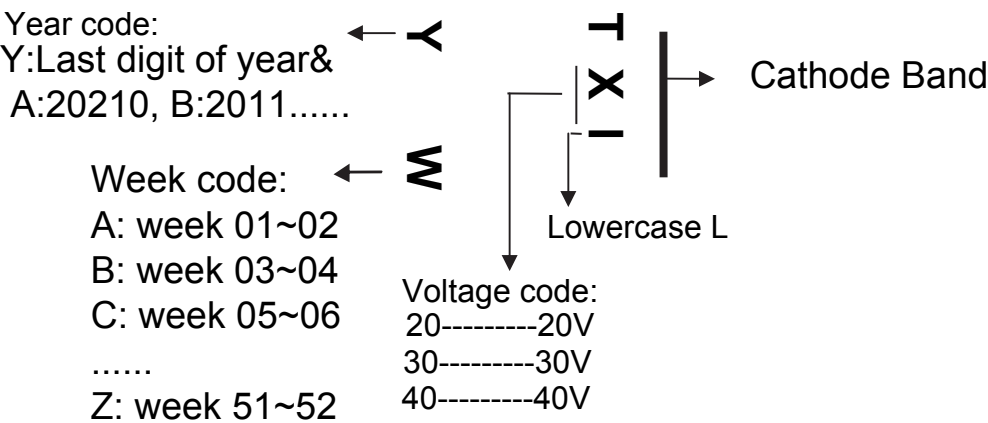 Year code:
Y:Last digit of year&
A:20210, B:2011......
Y
W
T X l
Cathode Band
Week code:
A: week 01~02
B: week 03~04
C: week 05~06
......
Z: week 51~52
Lowercase L
Voltage code:
20---------20V
30---------30V
40---------40V